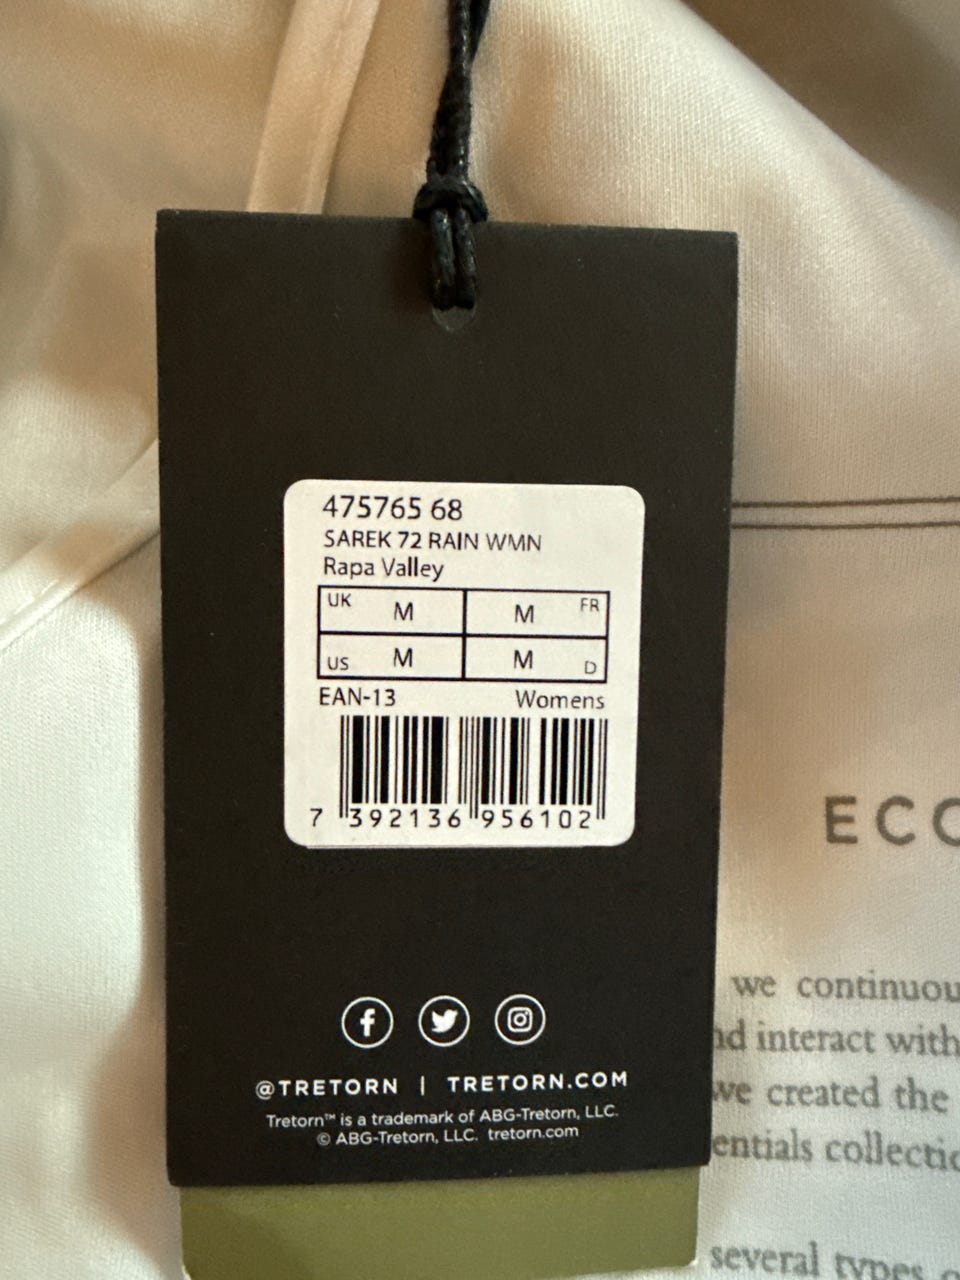 475765 68
SAREK 72 RAIN WMN
Rapa Valley
UK M M FR
US M M D
EAN-13 Womens
7 392136 956102
@TRETORN | TRETORN.COM
Tretorn™ is a trademark of ABG-Tretorn, LLC.
© ABG-Tretorn, LLC. tretorn.com
ECO
we continuou
nd interact with
we created the
entials collectio
several types